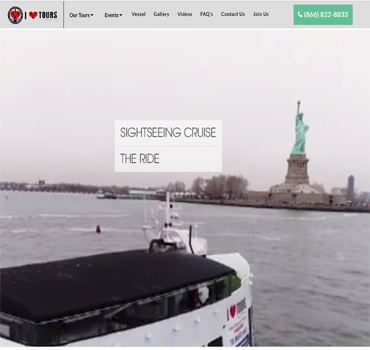 I ❤ TOURS
Our Tours Events Vessel Gallery Videos FAQ's Contact Us Join Us
(866) 822-8833
SIGHTSEEING CRUISE
THE RIDE
I ❤ TOURS